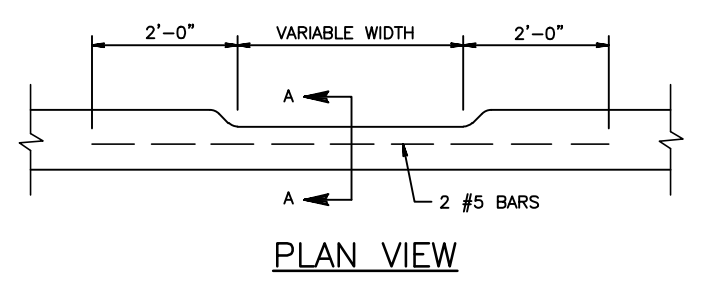 2'-0" VARIABLE WIDTH 2'-0"
A
A
2 #5 BARS
PLAN VIEW